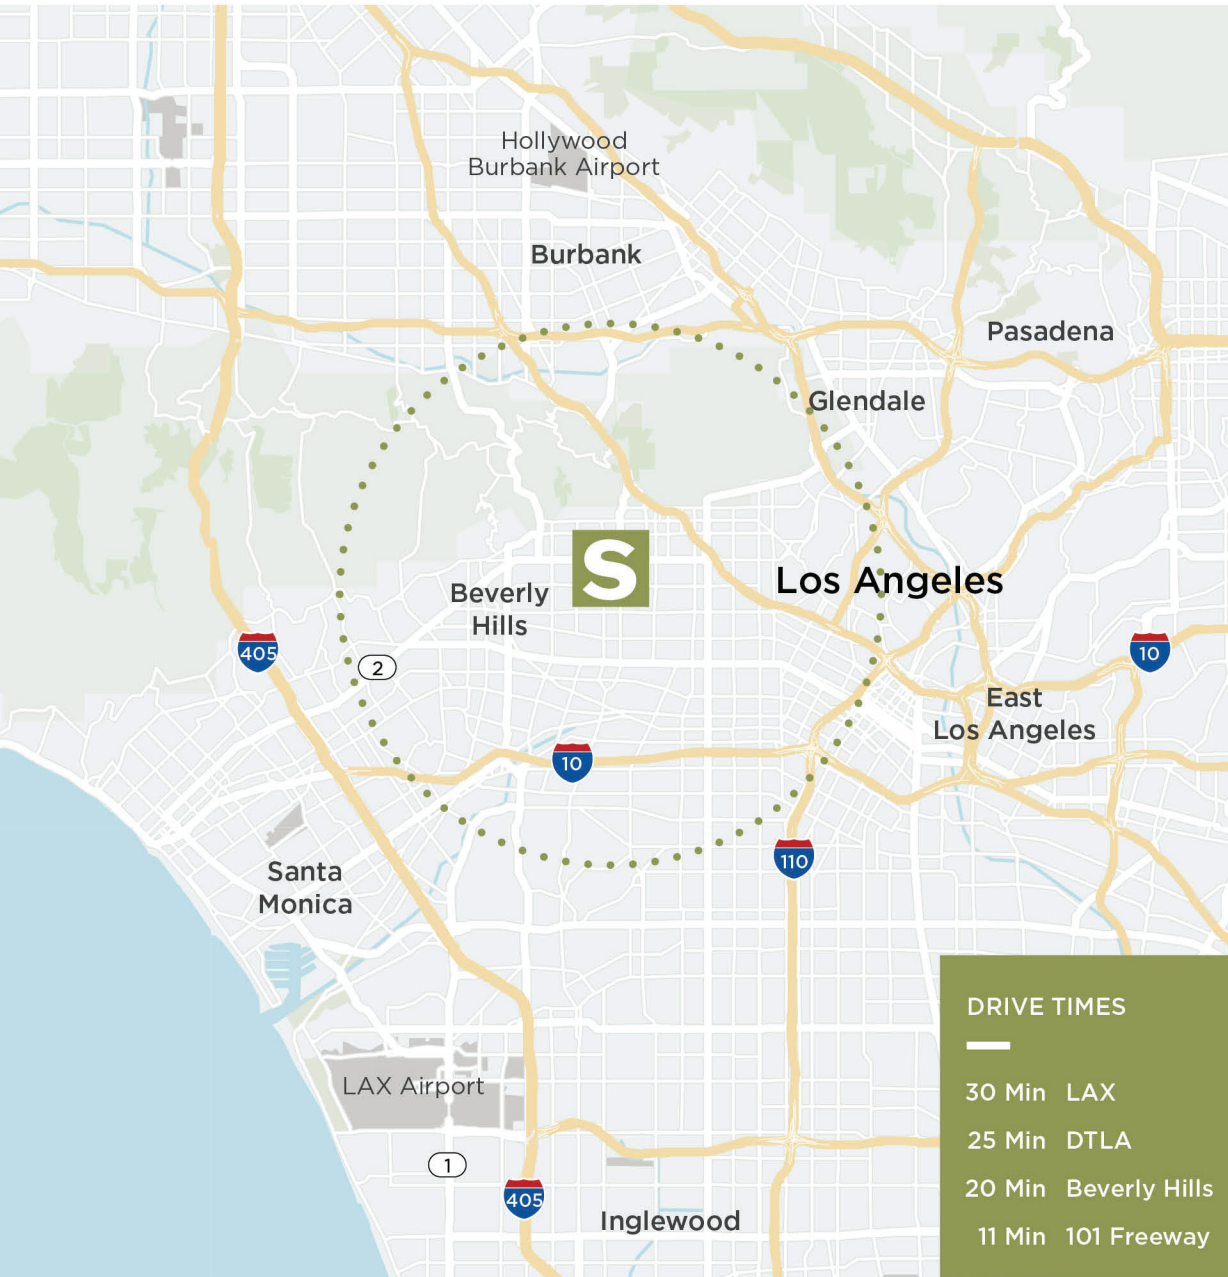 Hollywood
Burbank Airport
Burbank
Pasadena
Glendale
S
Los Angeles
Beverly
Hills
405
2
10
East
Los Angeles
10
110
Santa
Monica
LAX Airport
1
405
Inglewood
DRIVE TIMES
30 Min LAX
25 Min DTLA
20 Min Beverly Hills
11 Min 101 Freeway